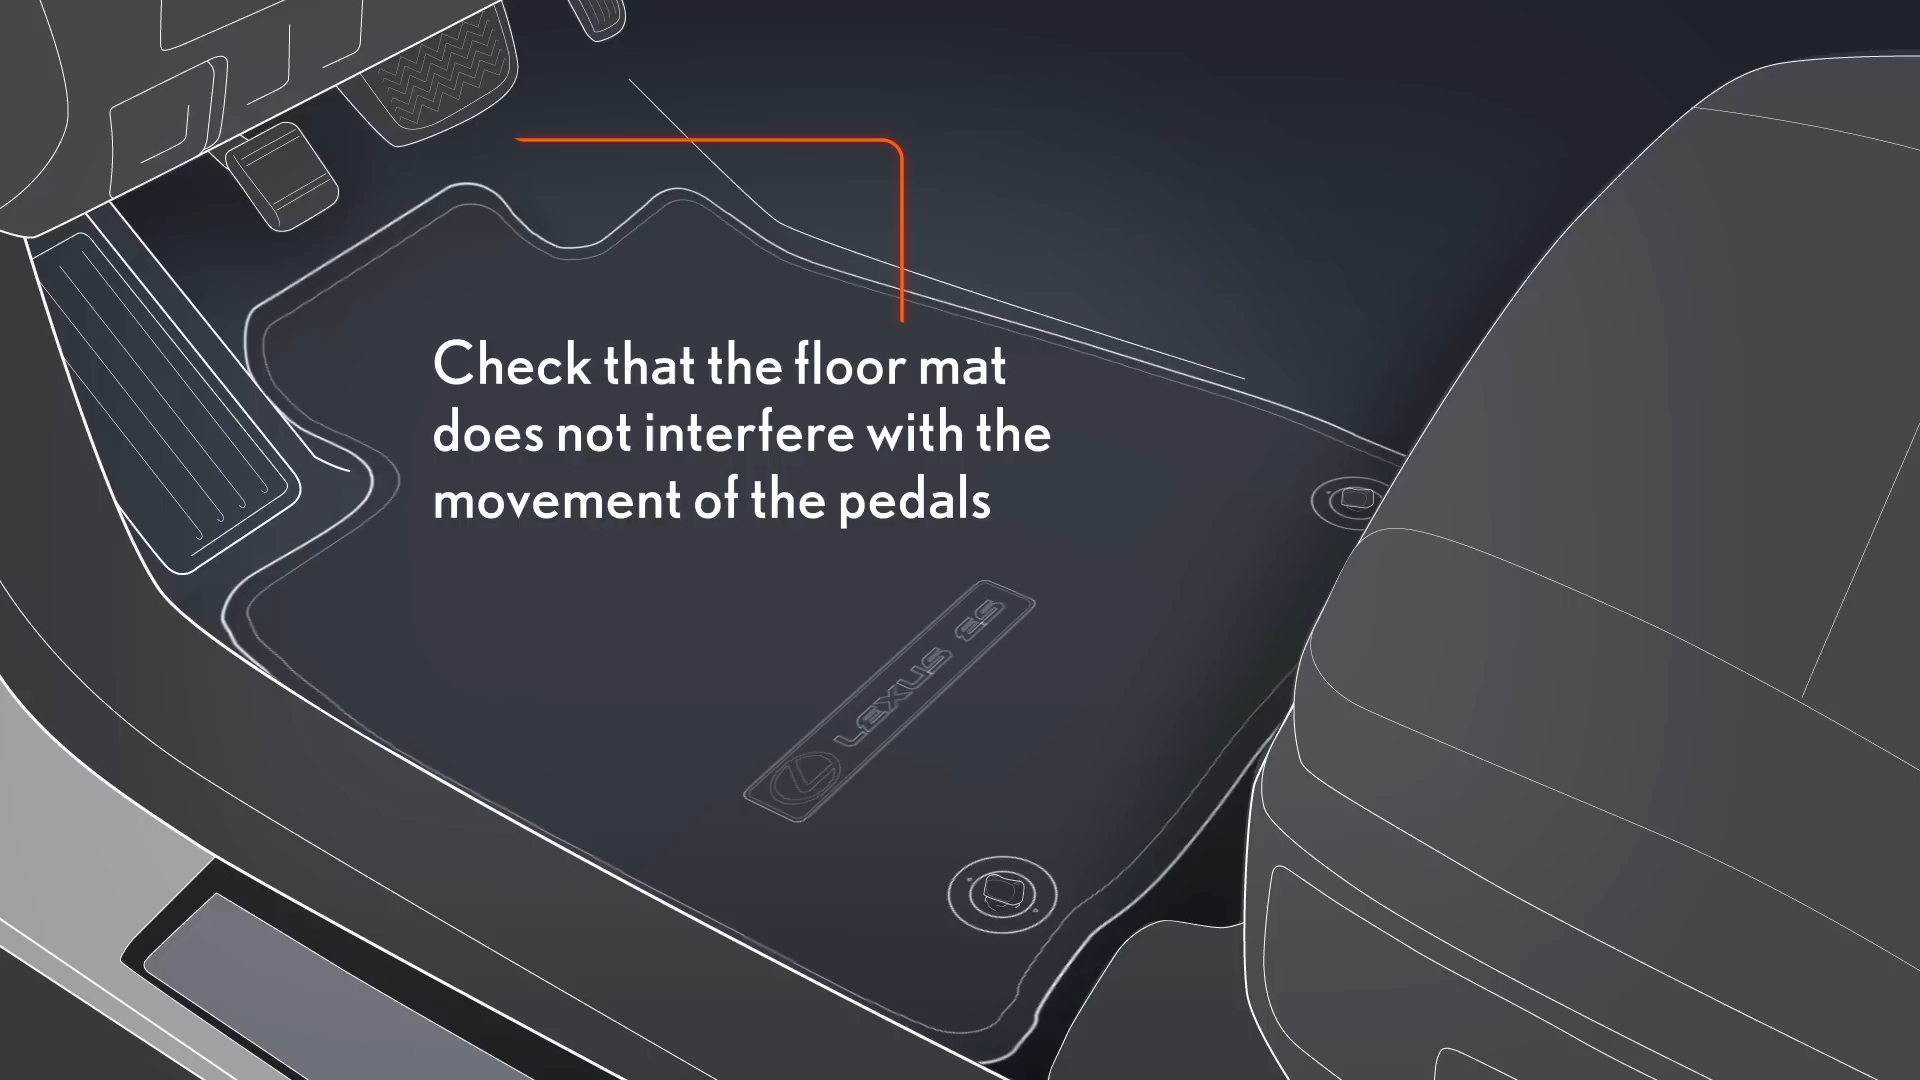 Check that the floor mat
does not interfere with the
movement of the pedals
LEXUS ES